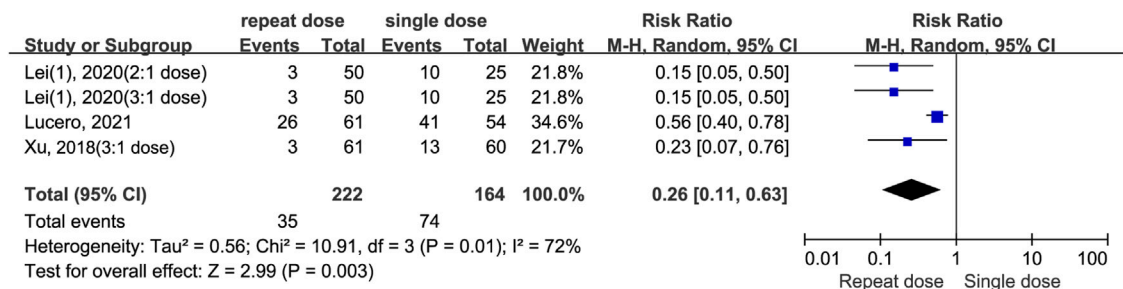 repeat dose single dose Risk Ratio Risk Ratio
Study or Subgroup Events Total Events Total Weight M-H, Random, 95% CI M-H, Random, 95% CI
Lei(1), 2020(2:1 dose) 3 50 10 25 21.8% 0.15 [0.05, 0.50]
Lei(1), 2020(3:1 dose) 3 50 10 25 21.8% 0.15 [0.05, 0.50]
Lucero, 2021 26 61 41 54 34.6% 0.56 [0.40, 0.78]
Xu, 2018(3:1 dose) 3 61 13 60 21.7% 0.23 [0.07, 0.76]
Total (95% CI) 222 164 100.0% 0.26 [0.11, 0.63]
Total events 35 74
Heterogeneity: Tau² = 0.56; Chi² = 10.91, df = 3 (P = 0.01); I² = 72%
Test for overall effect: Z = 2.99 (P = 0.003)
0.01 0.1 1 10 100
Repeat dose Single dose